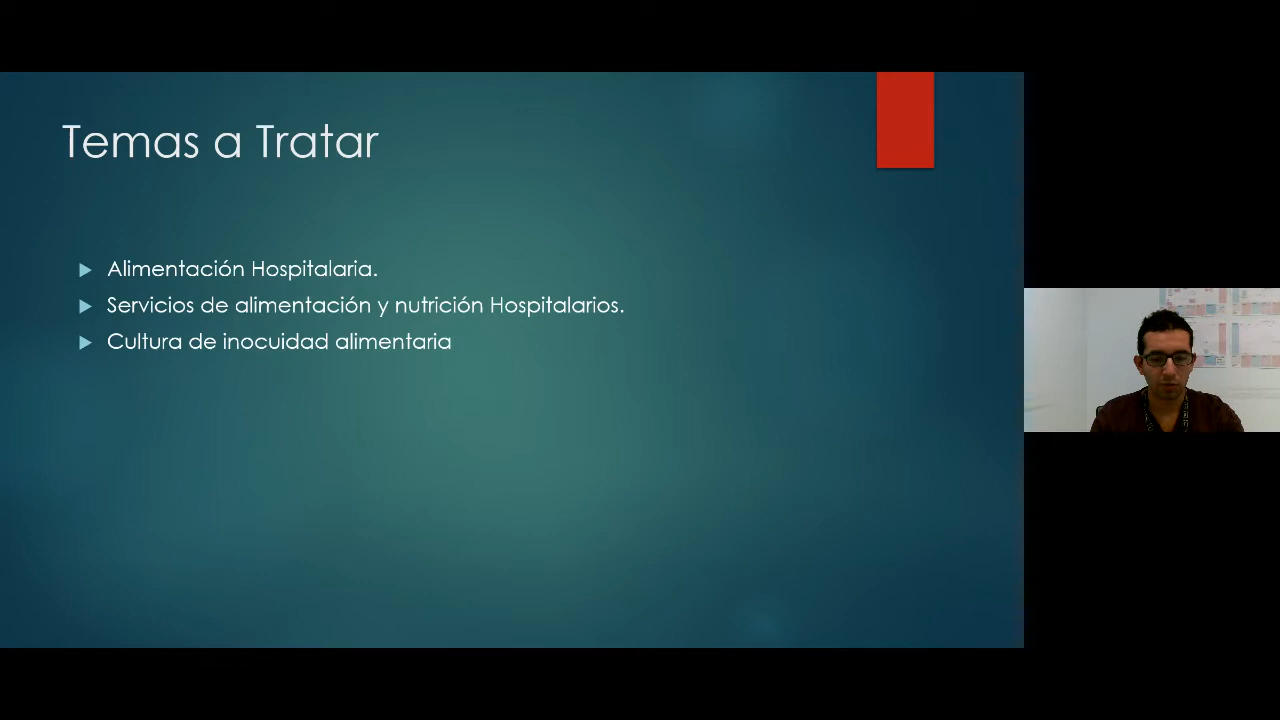 Temas a Tratar
Alimentación Hospitalaria.
Servicios de alimentación y nutrición Hospitalarios.
Cultura de inocuidad alimentaria